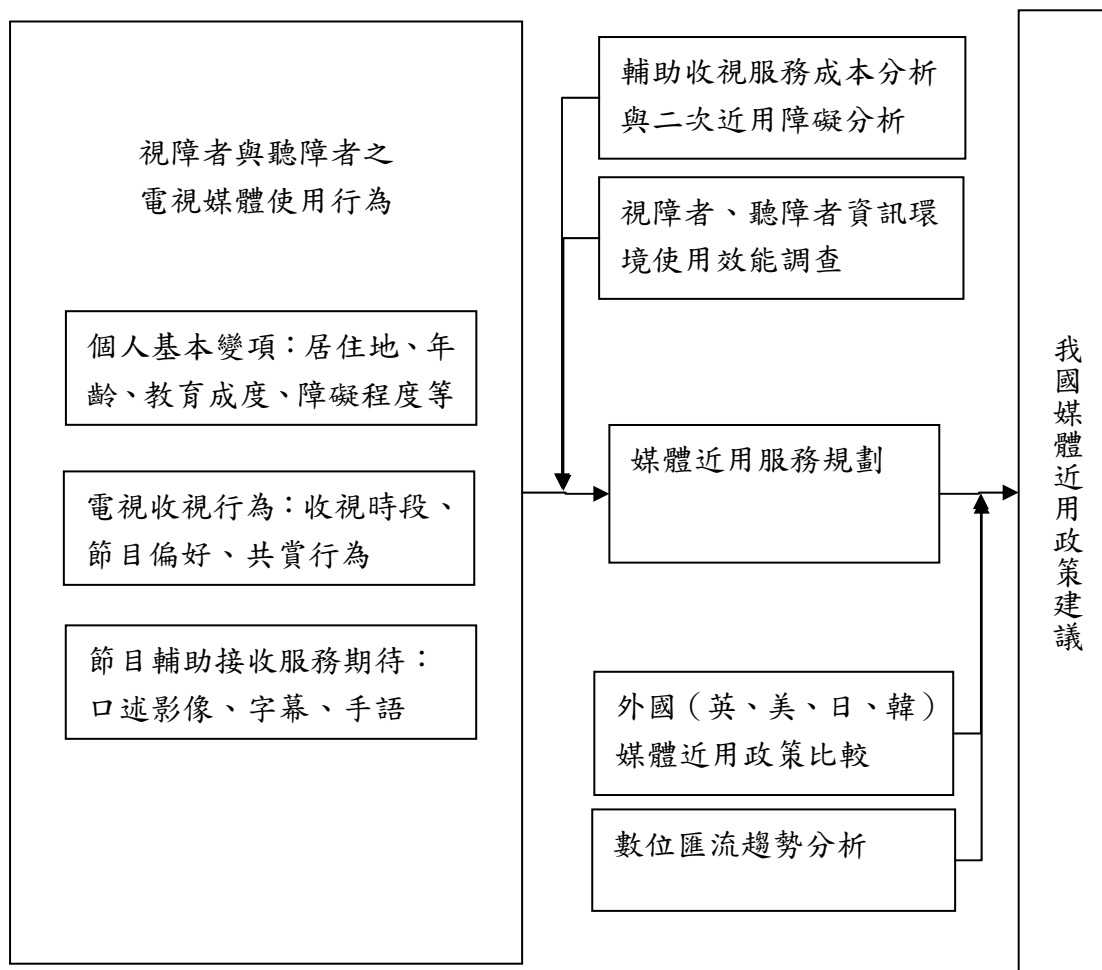 視障者與聽障者之
電視媒體使用行為
個人基本變項：居住地、年
齡、教育成度、障礙程度等
電視收視行為：收視時段、
節目偏好、共賞行為
節目輔助接收服務期待：
口述影像、字幕、手語
輔助收視服務成本分析
與二次近用障礙分析
視障者、聽障者資訊環
境使用效能調查
媒體近用服務規劃
外國（英、美、日、韓）
媒體近用政策比較
數位匯流趨勢分析
我國媒體近用政策建議